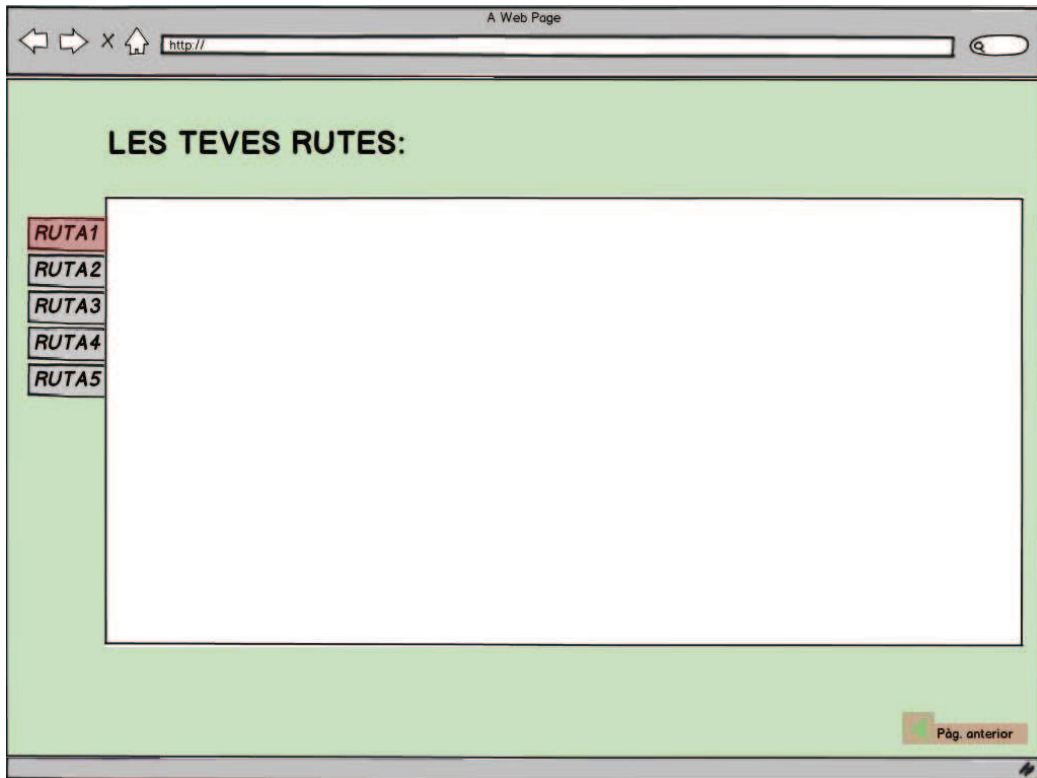 A Web Page
http://
LES TEVES RUTES:
RUTA1
RUTA2
RUTA3
RUTA4
RUTA5
Pàg. anterior